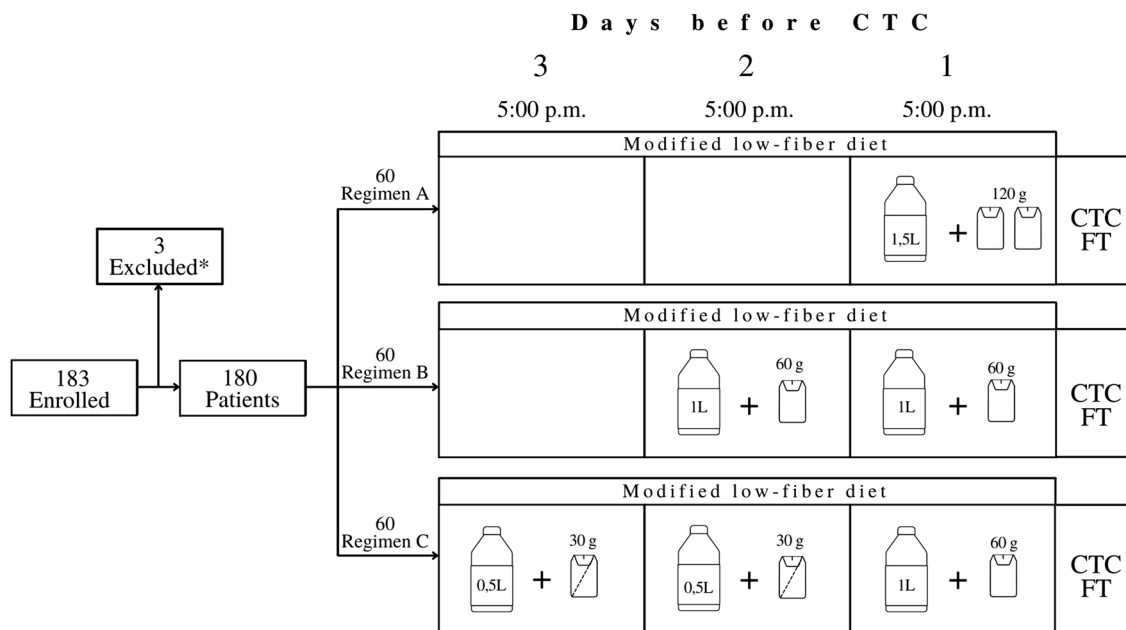 Days before CTC
3 2 1
5:00 p.m. 5:00 p.m. 5:00 p.m.
Modified low-fiber diet
60
Regimen A
120 g
1,5L + 
CTC
FT
3
Excluded*
183
Enrolled
180
Patients
Modified low-fiber diet
60
Regimen B
60 g 60 g
1L + 1L +
CTC
FT
Modified low-fiber diet
60
Regimen C
30 g 30 g 60 g
0,5L + 0,5L + 1L +
CTC
FT